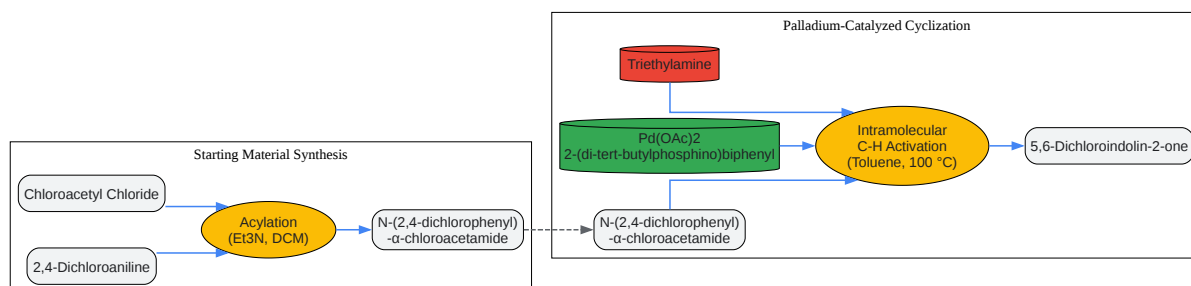 Palladium-Catalyzed Cyclization
Triethylamine
Pd(OAc)2
2-(di-tert-butylphosphino)biphenyl
Intramolecular
C-H Activation
(Toluene, 100 °C)
5,6-Dichloroindolin-2-one
Starting Material Synthesis
Chloroacetyl Chloride
2,4-Dichloroaniline
Acylation
(Et3N, DCM)
N-(2,4-dichlorophenyl)
-α-chloroacetamide
N-(2,4-dichlorophenyl)
-α-chloroacetamide